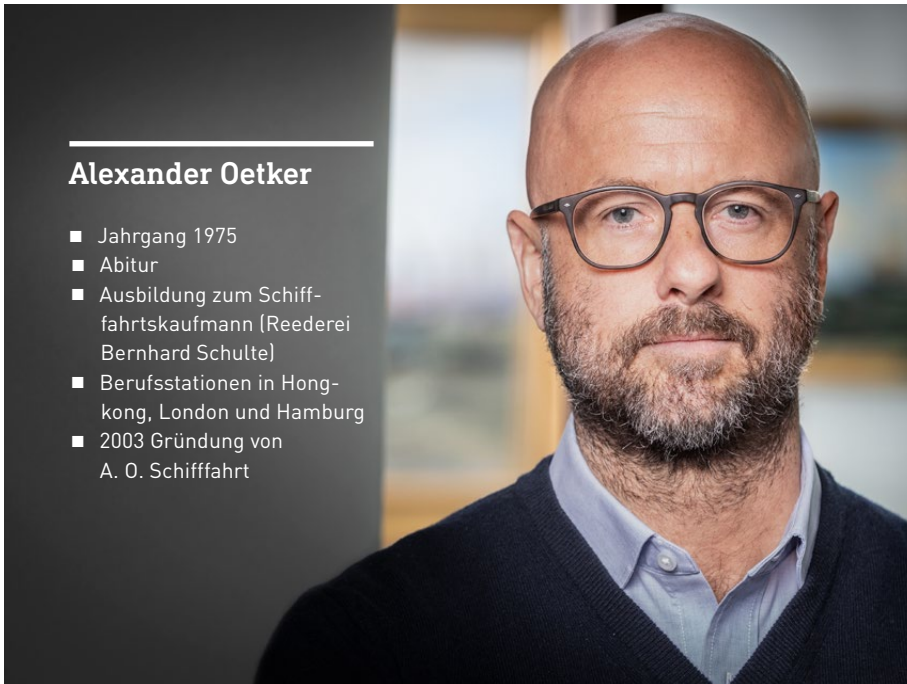 Alexander Oetker
■ Jahrgang 1975
■ Abitur
■ Ausbildung zum Schiff-
fahrtskaufmann (Reederei
Bernhard Schulte)
■ Berufsstationen in Hong-
kong, London und Hamburg
■ 2003 Gründung von
A. O. Schifffahrt